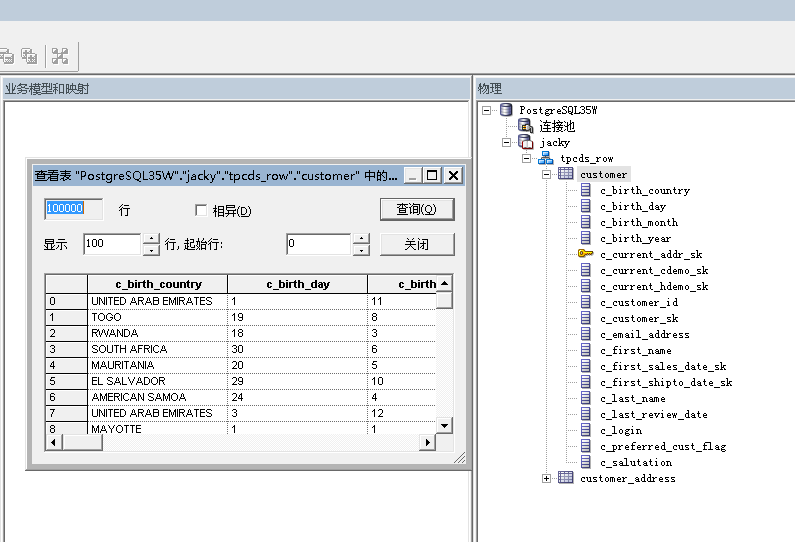 业务模型和映射
查看表 "PostgreSQL35W"."jacky"."tpcds_row"."customer" 中的...
100000 行 相异(D) 查询(Q)
显示 100 行, 起始行: 0 关闭
c_birth_country c_birth_day c_birth
0 UNITED ARAB EMIRATES 1 11
1 TOGO 19 8
2 RWANDA 18 3
3 SOUTH AFRICA 30 6
4 MAURITANIA 20 5
5 EL SALVADOR 29 10
6 AMERICAN SAMOA 24 4
7 UNITED ARAB EMIRATES 3 12
8 MAYOTTE 1 1
物理
PostgreSQL35W
连接池
jacky
tpcds_row
customer
c_birth_country
c_birth_day
c_birth_month
c_birth_year
c_current_addr_sk
c_current_cdemo_sk
c_current_hdemo_sk
c_customer_id
c_customer_sk
c_email_address
c_first_name
c_first_sales_date_sk
c_first_shipto_date_sk
c_last_name
c_last_review_date
c_login
c_preferred_cust_flag
c_salutation
customer_address